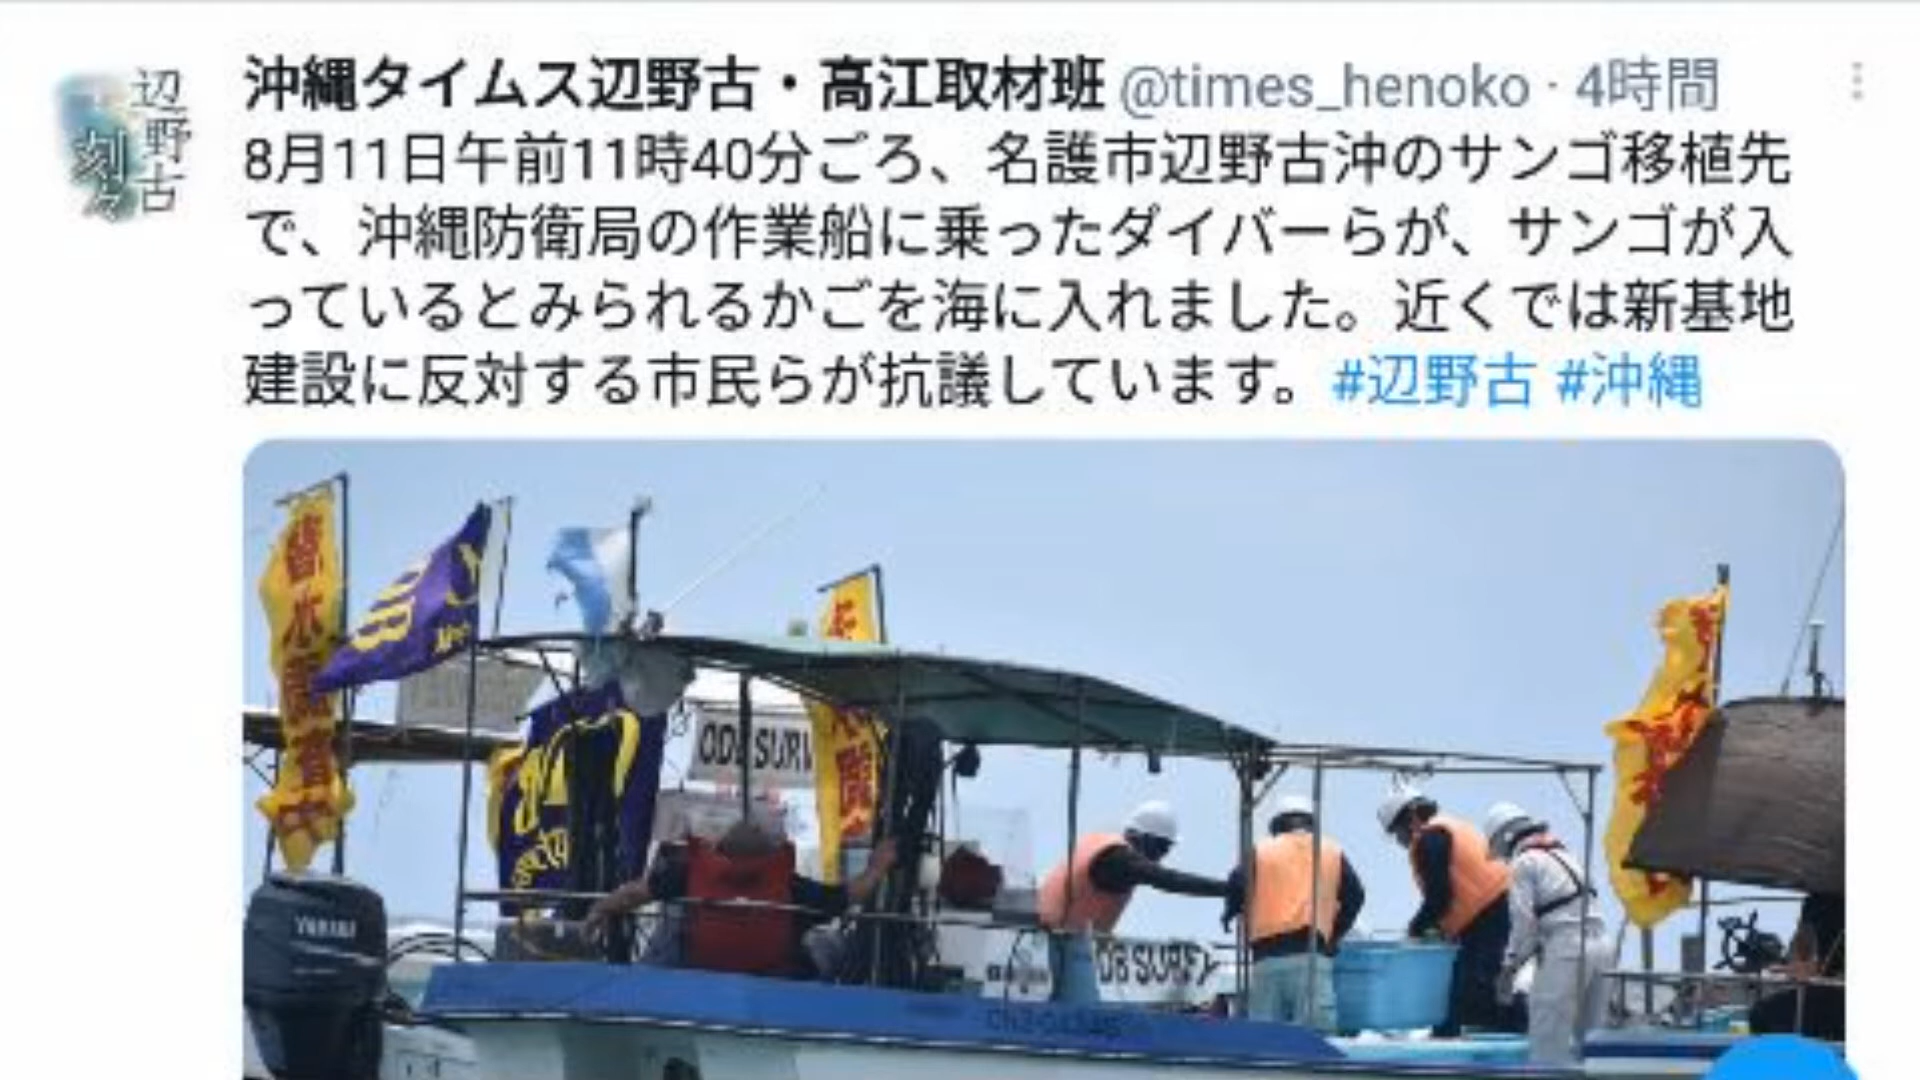 辺野古
刻々
沖縄タイムス辺野古・高江取材班 @times_henoko · 4時間
8月11日午前11時40分ごろ、名護市辺野古沖のサンゴ移植先
で、沖縄防衛局の作業船に乗ったダイバーらが、サンゴが入
っているとみられるかごを海に入れました。近くでは新基地
建設に反対する市民らが抗議しています。#辺野古 #沖縄
YAMAHA